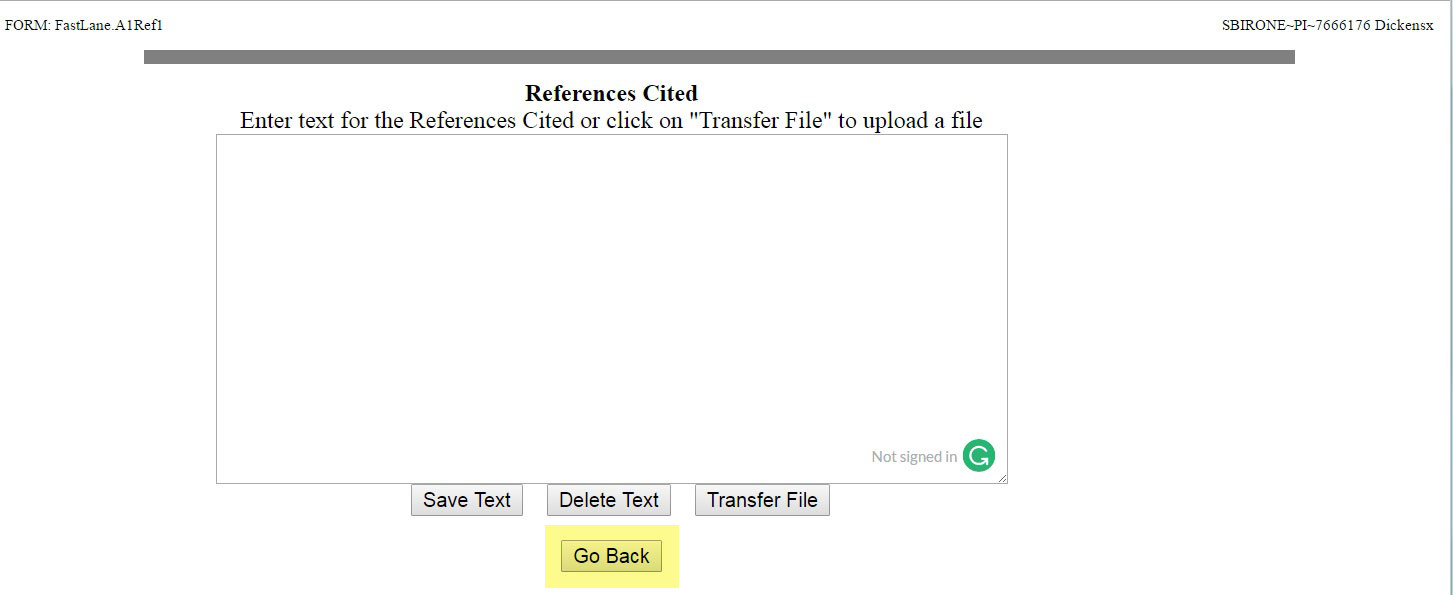 FORM: FastLane.A1Ref1 SBIRONE~PI~7666176 Dickensx
References Cited
Enter text for the References Cited or click on "Transfer File" to upload a file
Not signed in
Save Text Delete Text Transfer File
Go Back